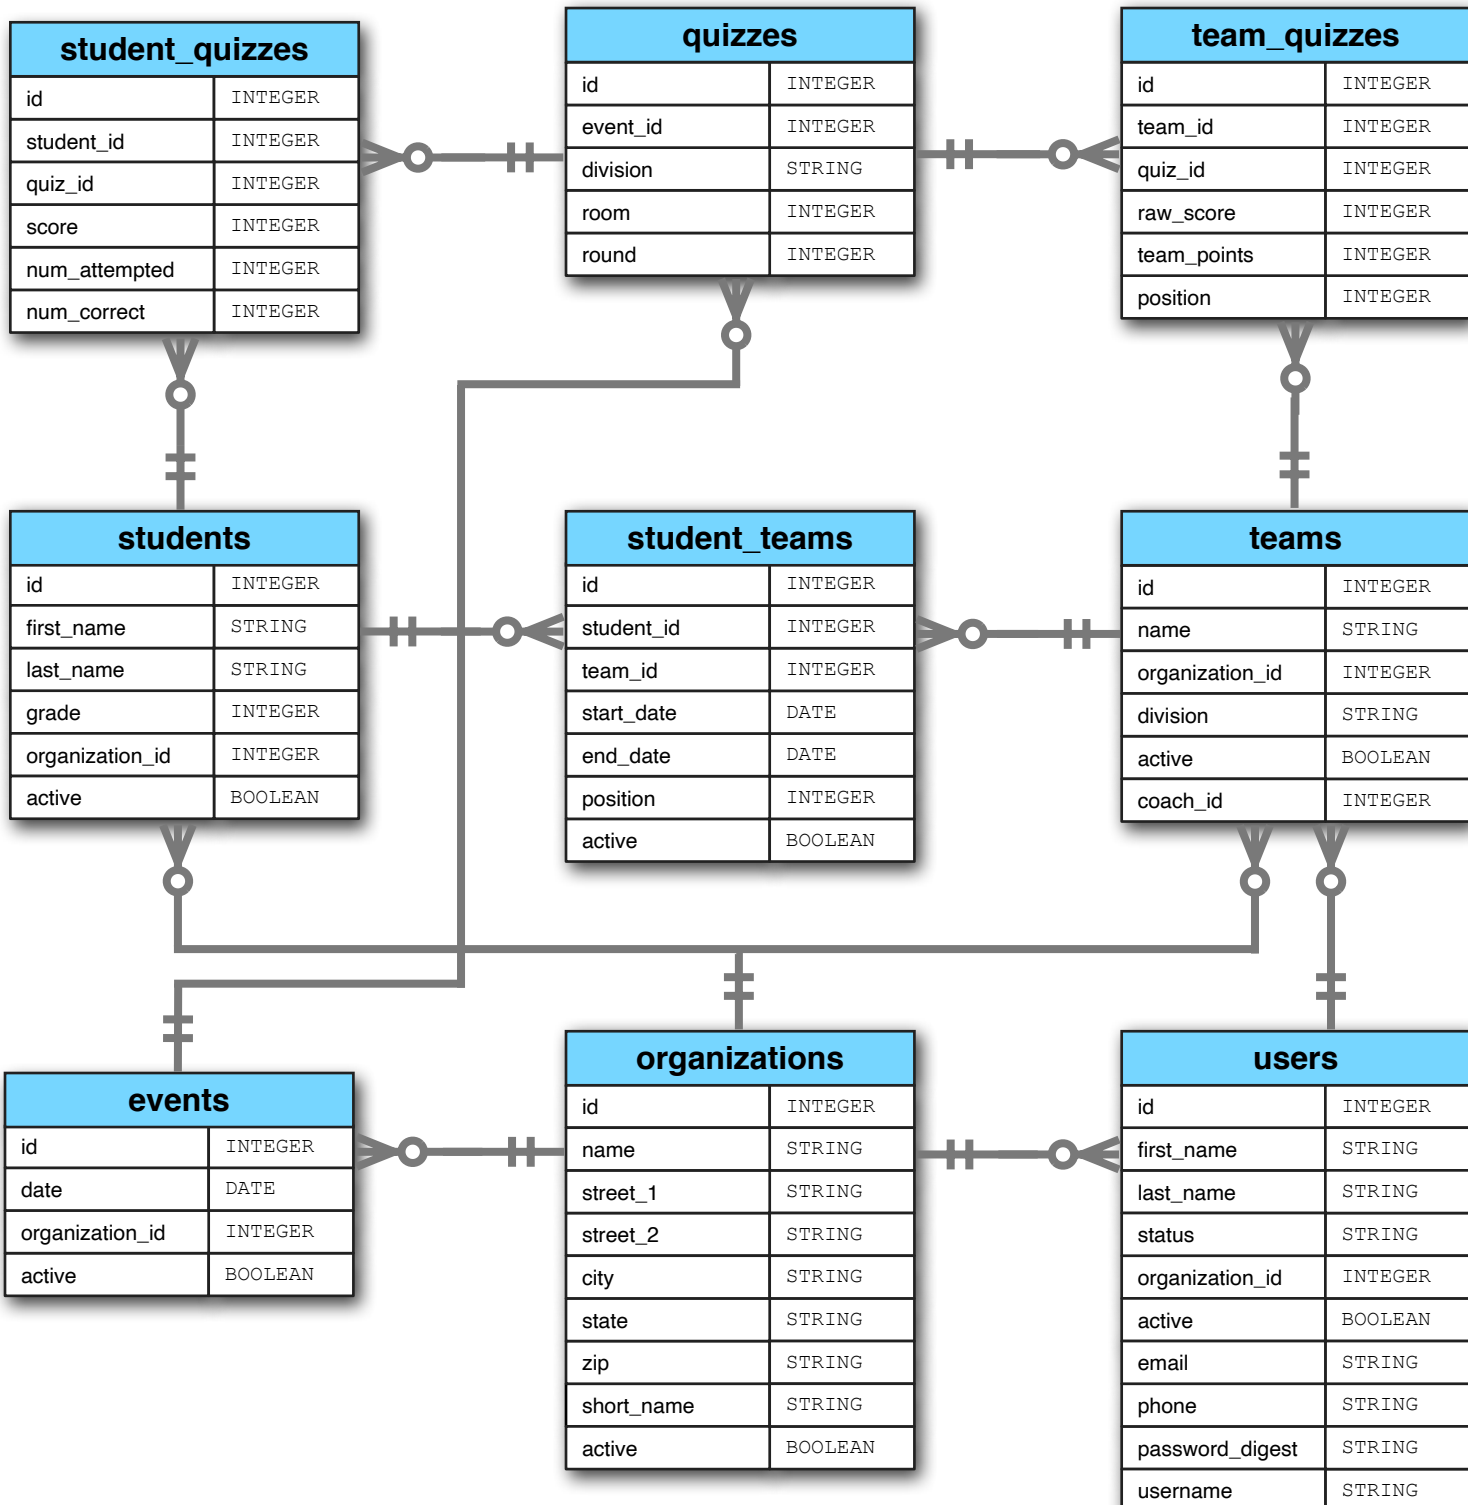 student_quizzes
id INTEGER
student_id INTEGER
quiz_id INTEGER
score INTEGER
num_attempted INTEGER
num_correct INTEGER
quizzes
id INTEGER
event_id INTEGER
division STRING
room INTEGER
round INTEGER
team_quizzes
id INTEGER
team_id INTEGER
quiz_id INTEGER
raw_score INTEGER
team_points INTEGER
position INTEGER
students
id INTEGER
first_name STRING
last_name STRING
grade INTEGER
organization_id INTEGER
active BOOLEAN
student_teams
id INTEGER
student_id INTEGER
team_id INTEGER
start_date DATE
end_date DATE
position INTEGER
active BOOLEAN
teams
id INTEGER
name STRING
organization_id INTEGER
division STRING
active BOOLEAN
coach_id INTEGER
events
id INTEGER
date DATE
organization_id INTEGER
active BOOLEAN
organizations
id INTEGER
name STRING
street_1 STRING
street_2 STRING
city STRING
state STRING
zip STRING
short_name STRING
active BOOLEAN
users
id INTEGER
first_name STRING
last_name STRING
status STRING
organization_id INTEGER
active BOOLEAN
email STRING
phone STRING
password_digest STRING
username STRING